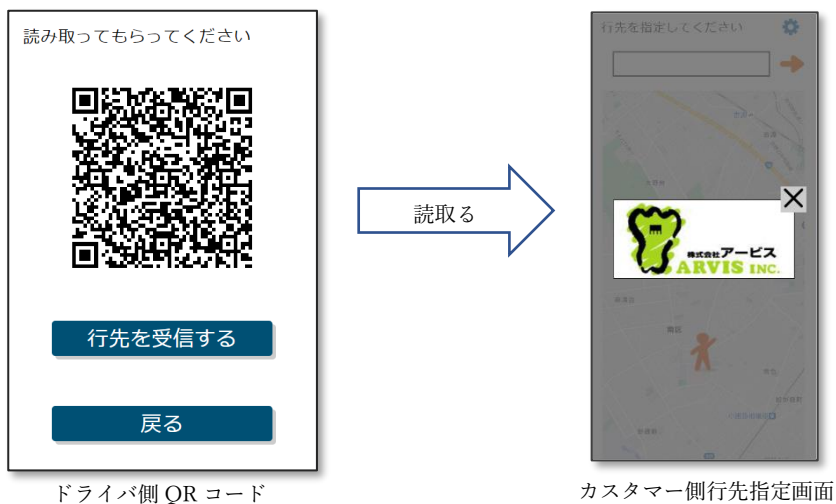 読み取ってもらってください
行先を受信する
戻る
ドライバ側 QR コード
読取る
行先を指定してください
株式会社アービス
ARVIS INC.
南区
カスタマー側行先指定画面